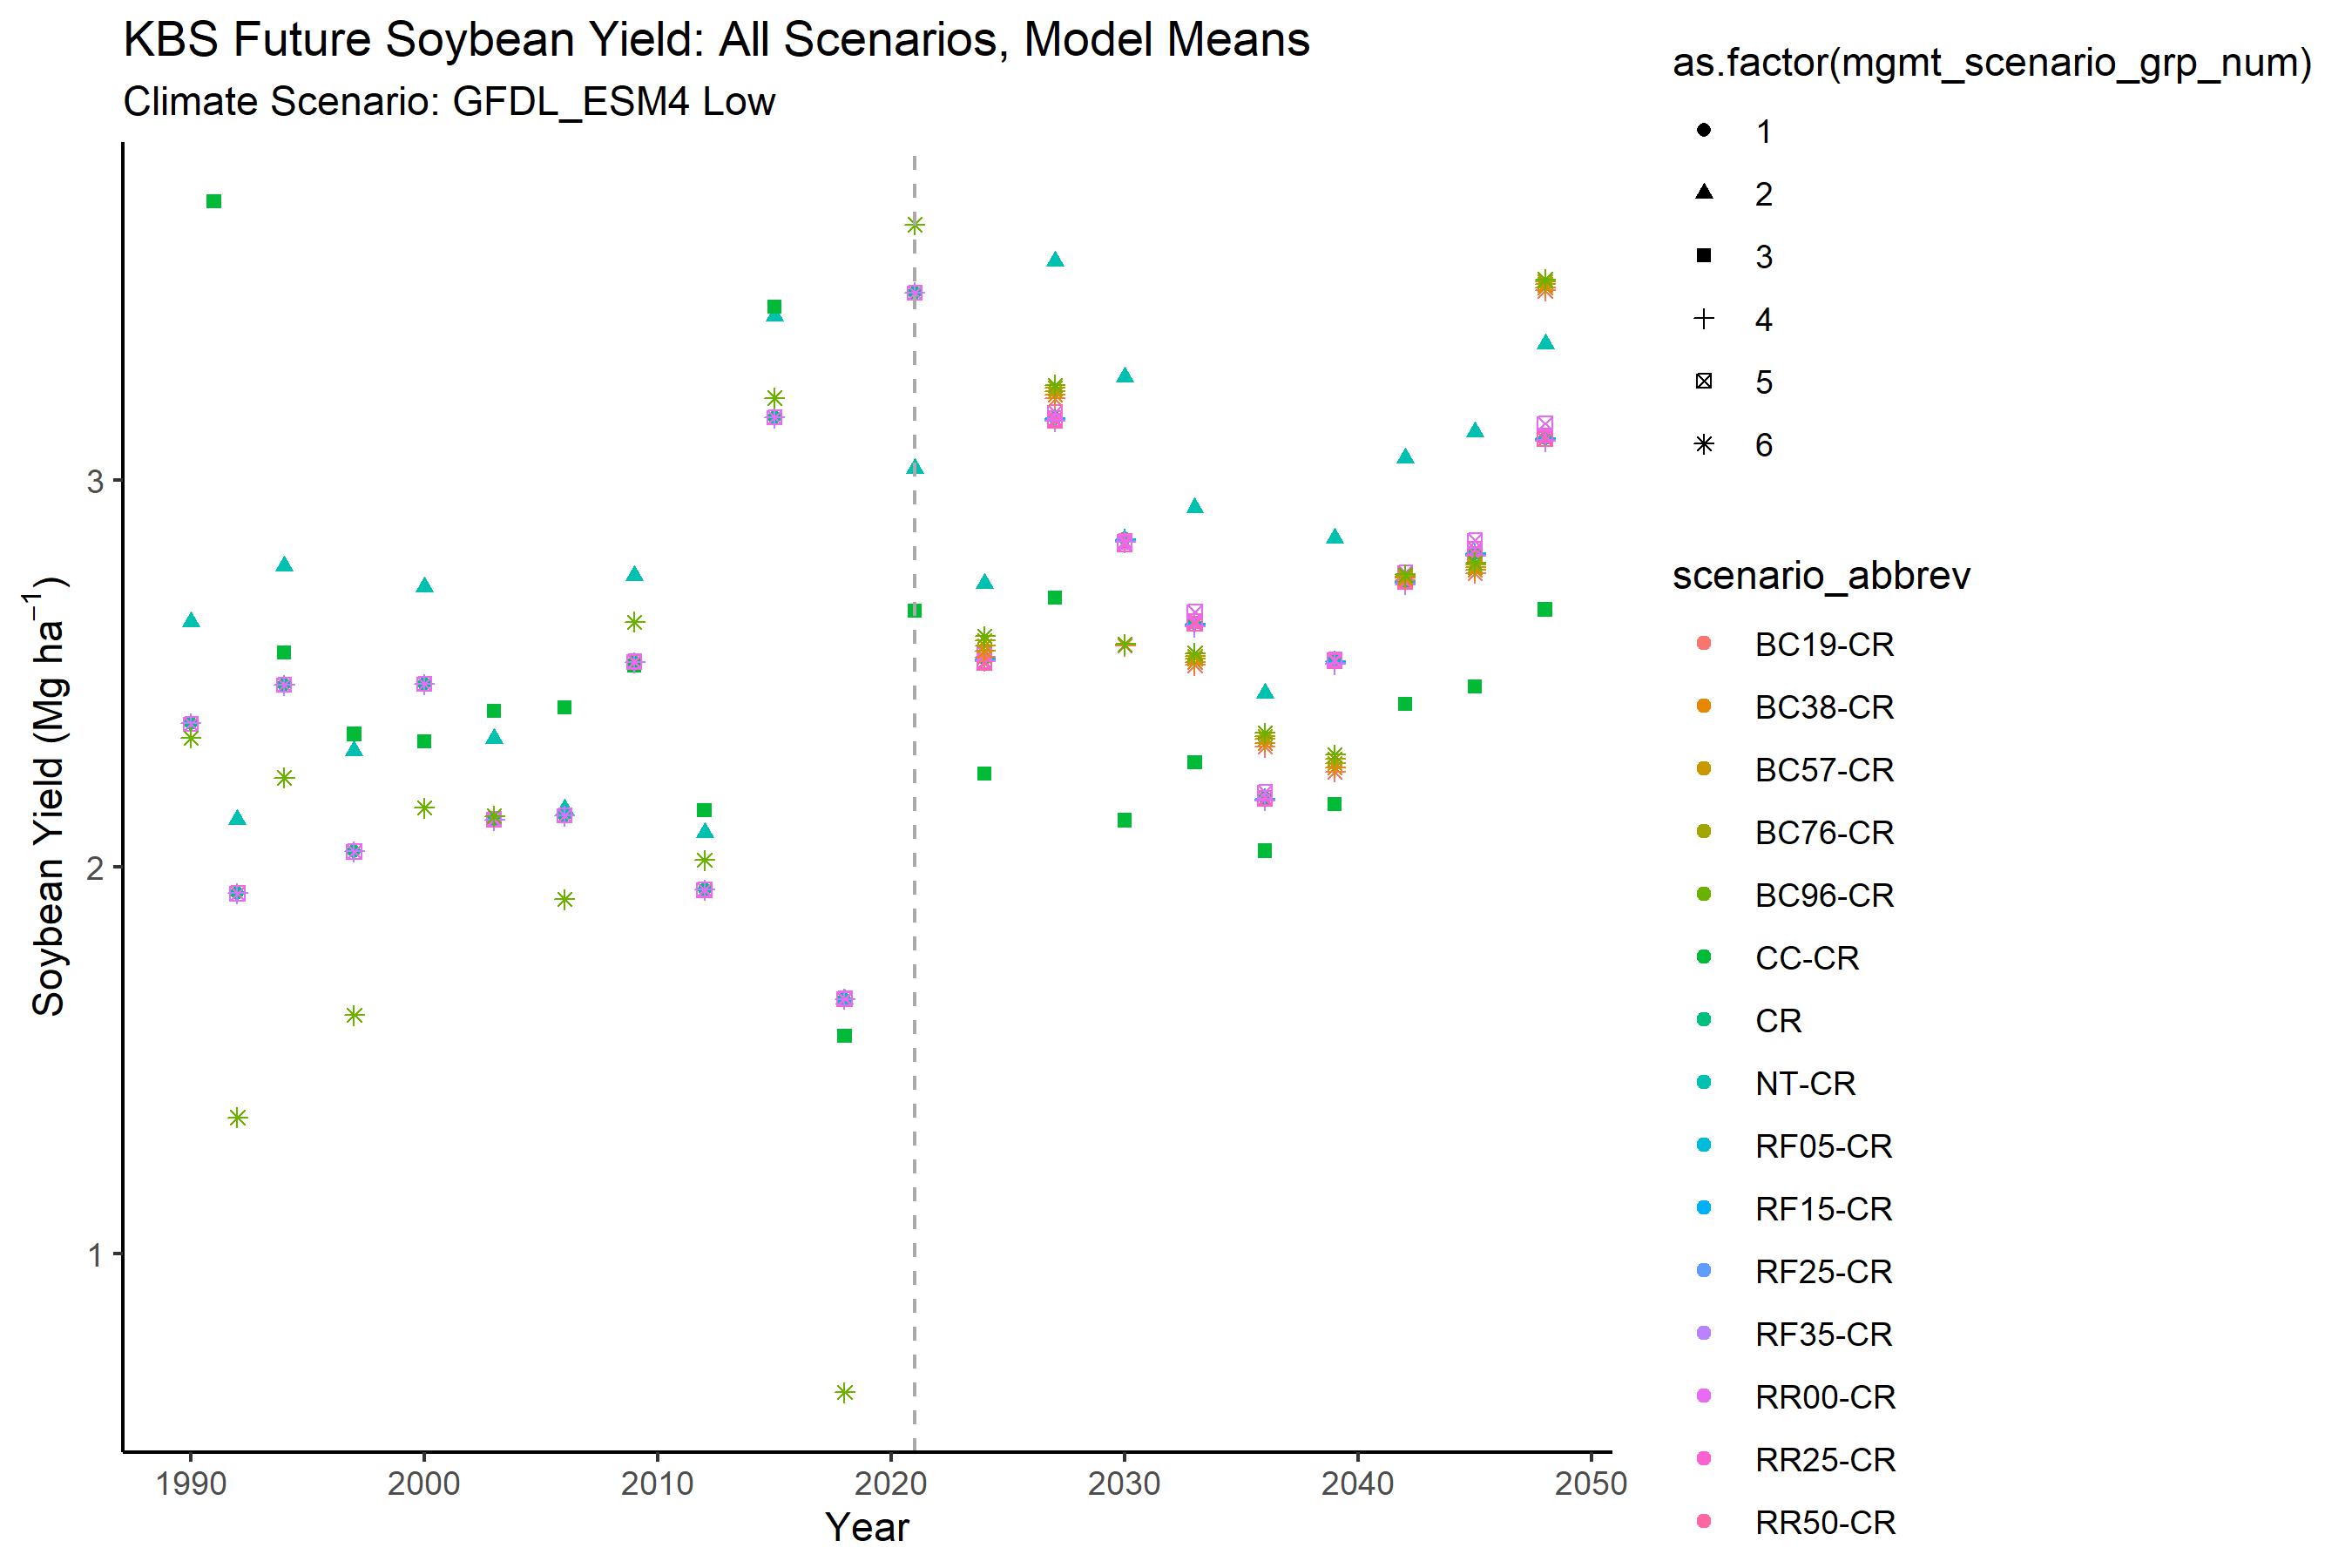 KBS Future Soybean Yield: All Scenarios, Model Means
Climate Scenario: GFDL_ESM4 Low
Soybean Yield (Mg ha⁻¹)
3
2
1
1990 2000 2010 2020 2030 2040 2050
Year
as.factor(mgmt_scenario_grp_num)
1
2
3
4
5
6
scenario_abbrev
BC19-CR
BC38-CR
BC57-CR
BC76-CR
BC96-CR
CC-CR
CR
NT-CR
RF05-CR
RF15-CR
RF25-CR
RF35-CR
RR00-CR
RR25-CR
RR50-CR